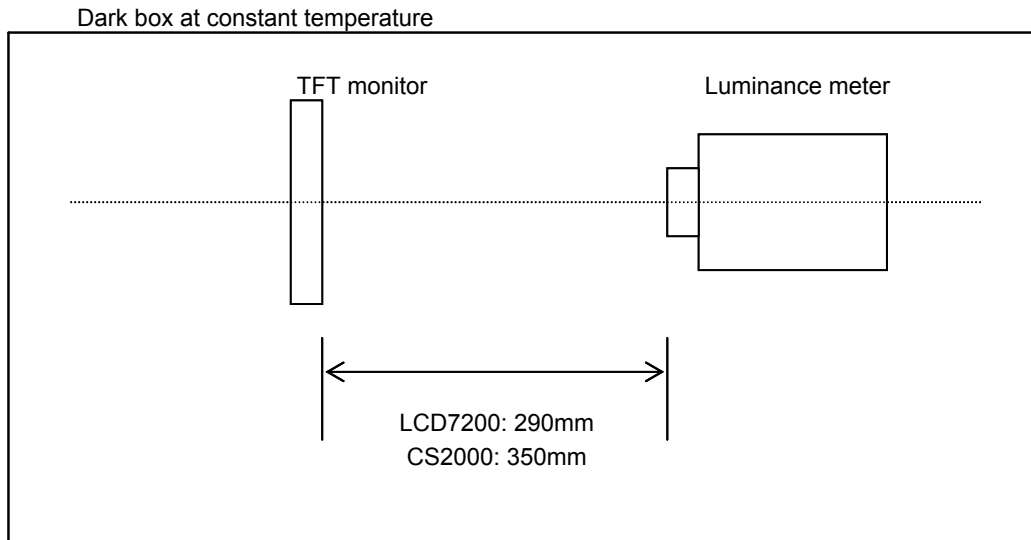 Dark box at constant temperature
TFT monitor
Luminance meter
LCD7200: 290mm
CS2000: 350mm